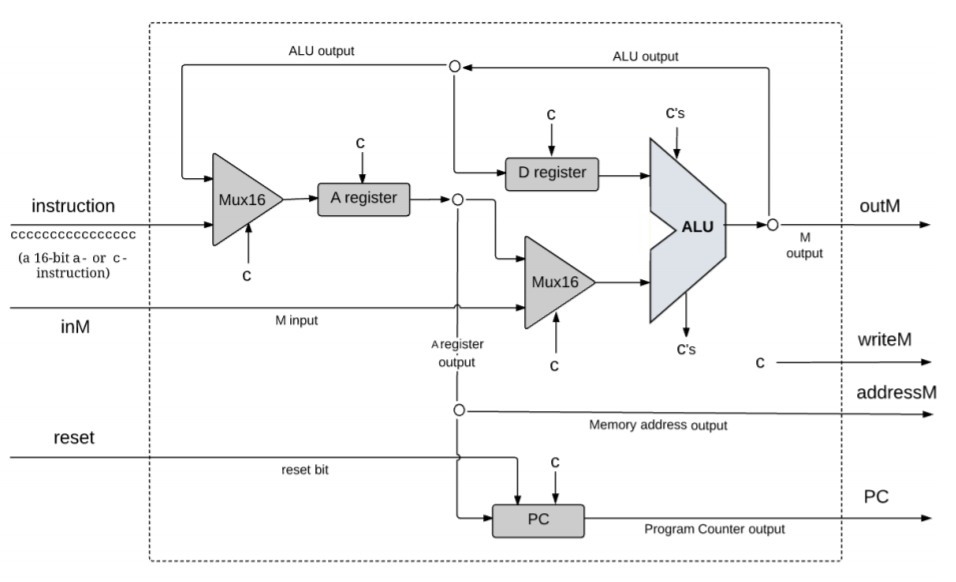 ALU output
ALU output
c
c's
c
D register
instruction
Mux16
A register
ALU
outM
cccccccccccccccc
M
output
(a 16-bit a- or c-
instruction)
c
Mux16
inM
M input
A register
output
c
c's
c
writeM
addressM
Memory address output
reset
reset bit
c
PC
PC
Program Counter output